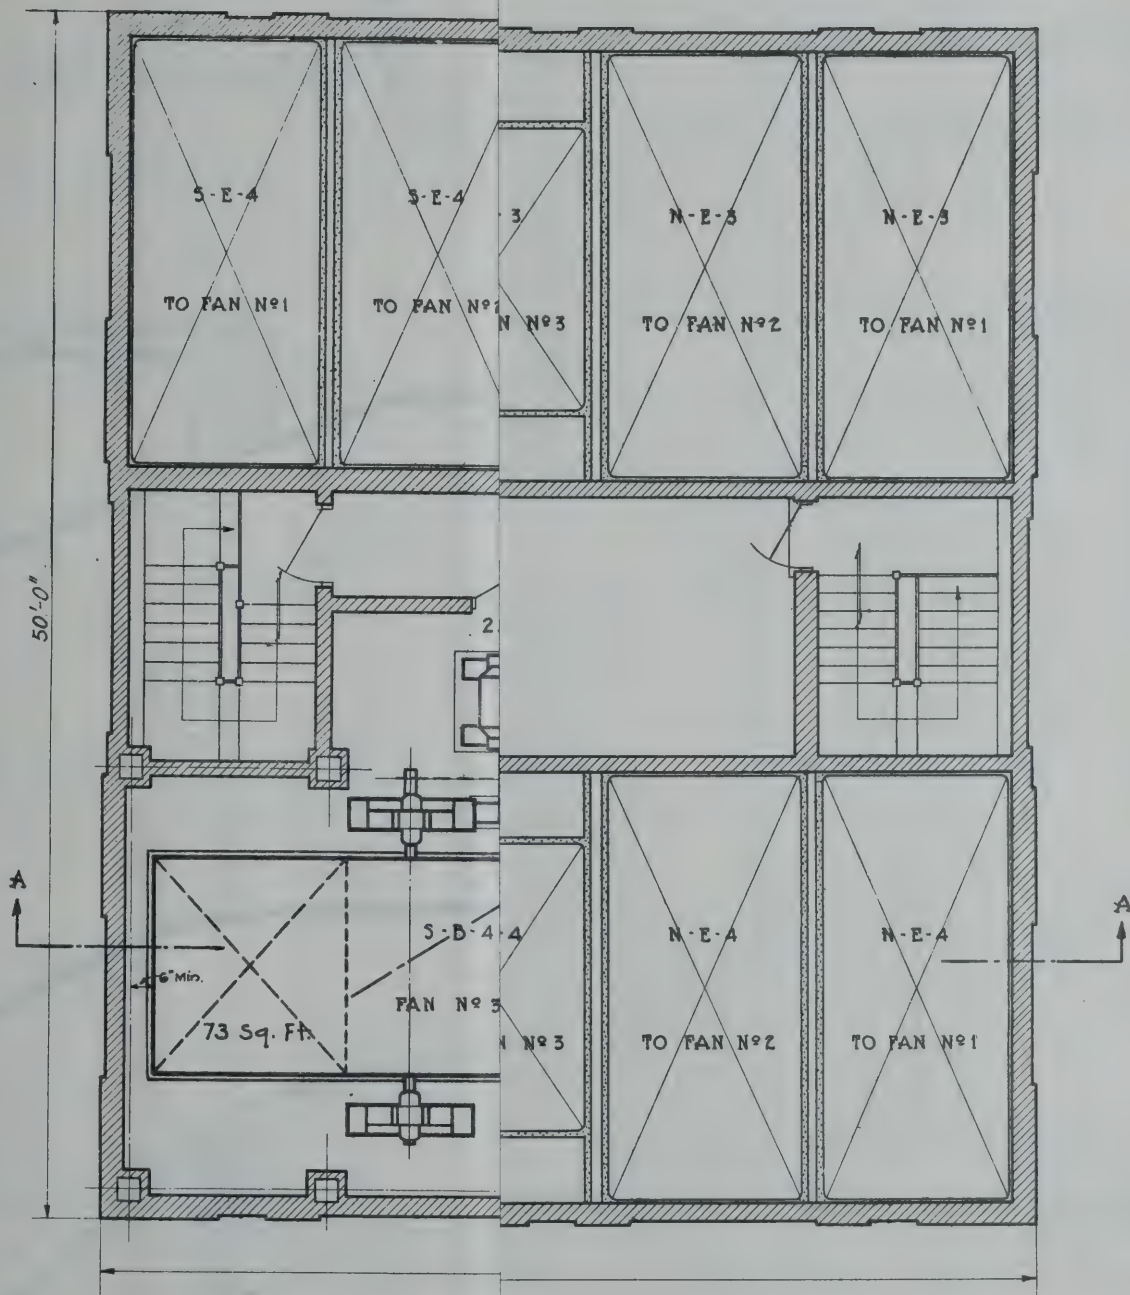 S-E-4
S-E-4
3
N-E-3
N-E-3
TO FAN Nº1
TO FAN Nº1
N Nº3
TO FAN Nº2
TO FAN Nº1
50'-0"
2
A
A
S-B-4-4
N-E-4
N-E-4
6" Min.
FAN Nº 3
73 Sq. Ft.
N Nº3
TO FAN Nº2
TO FAN Nº1